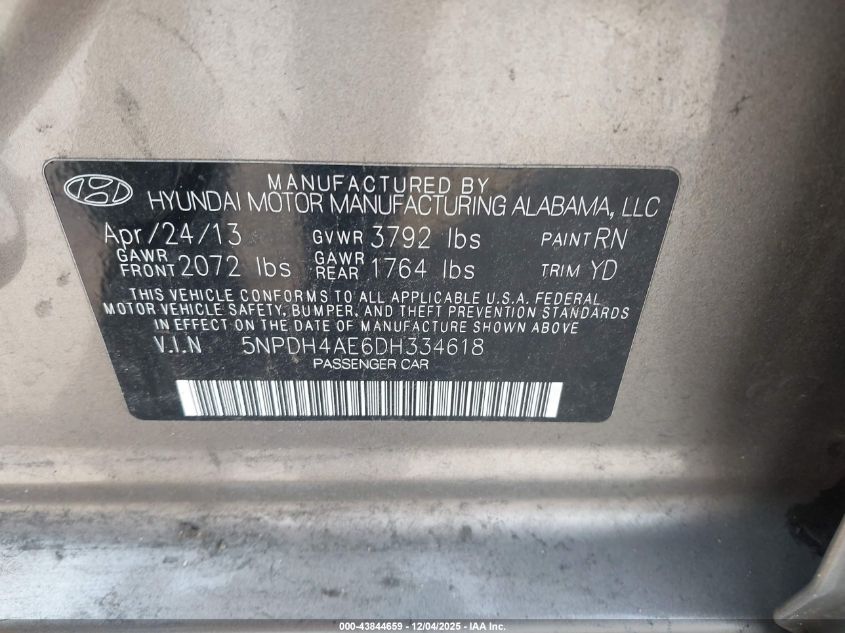 MANUFACTURED BY
HYUNDAI MOTOR MANUFACTURING ALABAMA, LLC
Apr/24/13 GVWR 3792 lbs PAINT RN
GAWR FRONT 2072 lbs GAWR REAR 1764 lbs TRIM YD
THIS VEHICLE CONFORMS TO ALL APPLICABLE U.S.A. FEDERAL
MOTOR VEHICLE SAFETY, BUMPER, AND THEFT PREVENTION STANDARDS
IN EFFECT ON THE DATE OF MANUFACTURE SHOWN ABOVE.
V.I.N 5NPDH4AE6DH334618
PASSENGER CAR
000-43844659 - 12/04/2025 - IAA Inc.